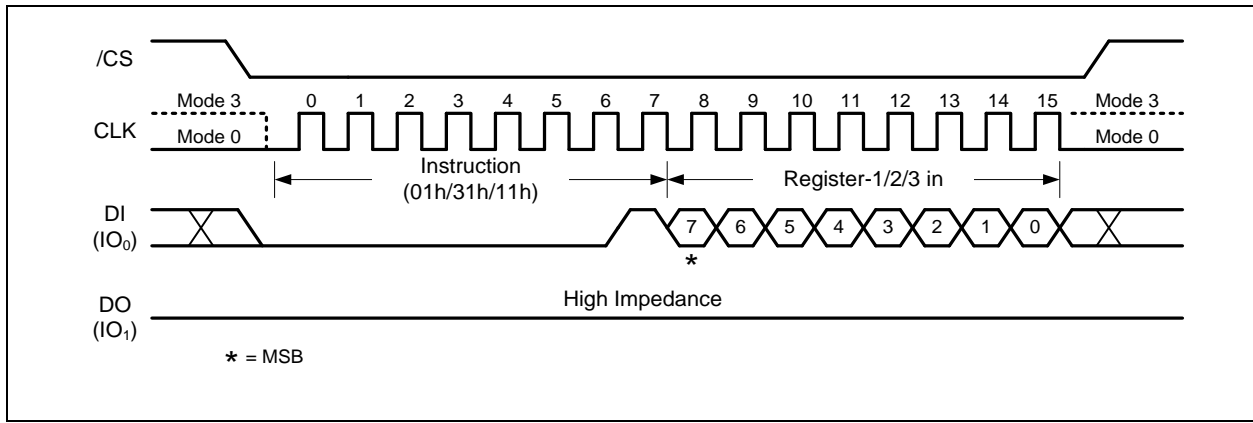 /CS
Mode 3 0 1 2 3 4 5 6 7 8 9 10 11 12 13 14 15 Mode 3
CLK
Mode 0 Mode 0
Instruction
(01h/31h/11h)
Register-1/2/3 in
DI
(IO₀)
7 6 5 4 3 2 1 0
*
High Impedance
DO
(IO₁)
* = MSB